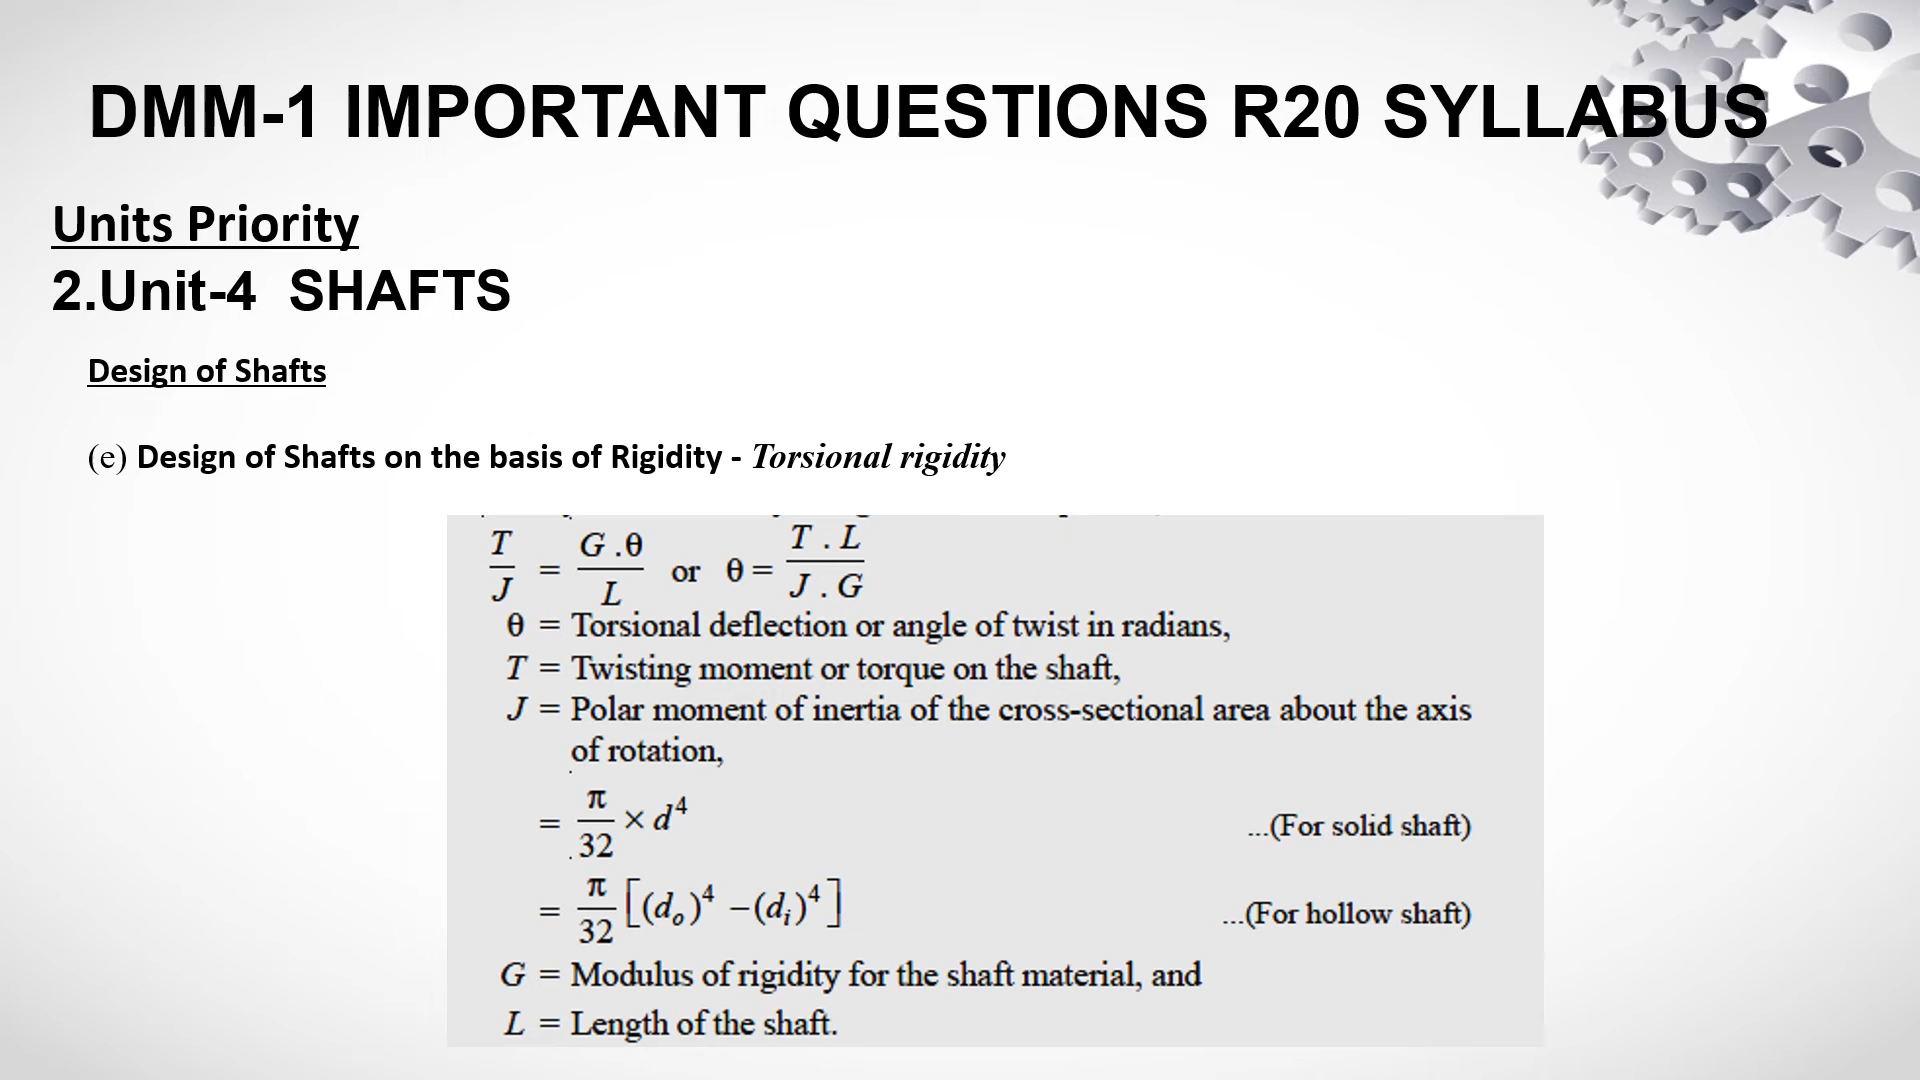 DMM-1 IMPORTANT QUESTIONS R20 SYLLABUS
Units Priority
2.Unit-4 SHAFTS
Design of Shafts
(e) Design of Shafts on the basis of Rigidity - Torsional rigidity
T/J = G.θ/L or θ = T.L/J.G
θ = Torsional deflection or angle of twist in radians,
T = Twisting moment or torque on the shaft,
J = Polar moment of inertia of the cross-sectional area about the axis
of rotation,
= π/32 × d⁴ ...(For solid shaft)
= π/32 [(dₒ)⁴ – (dᵢ)⁴] ...(For hollow shaft)
G = Modulus of rigidity for the shaft material, and
L = Length of the shaft.